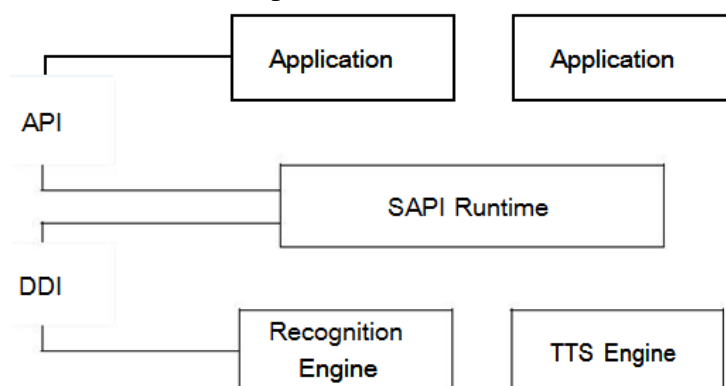 Application
Application
API
SAPI Runtime
DDI
Recognition
Engine
TTS Engine